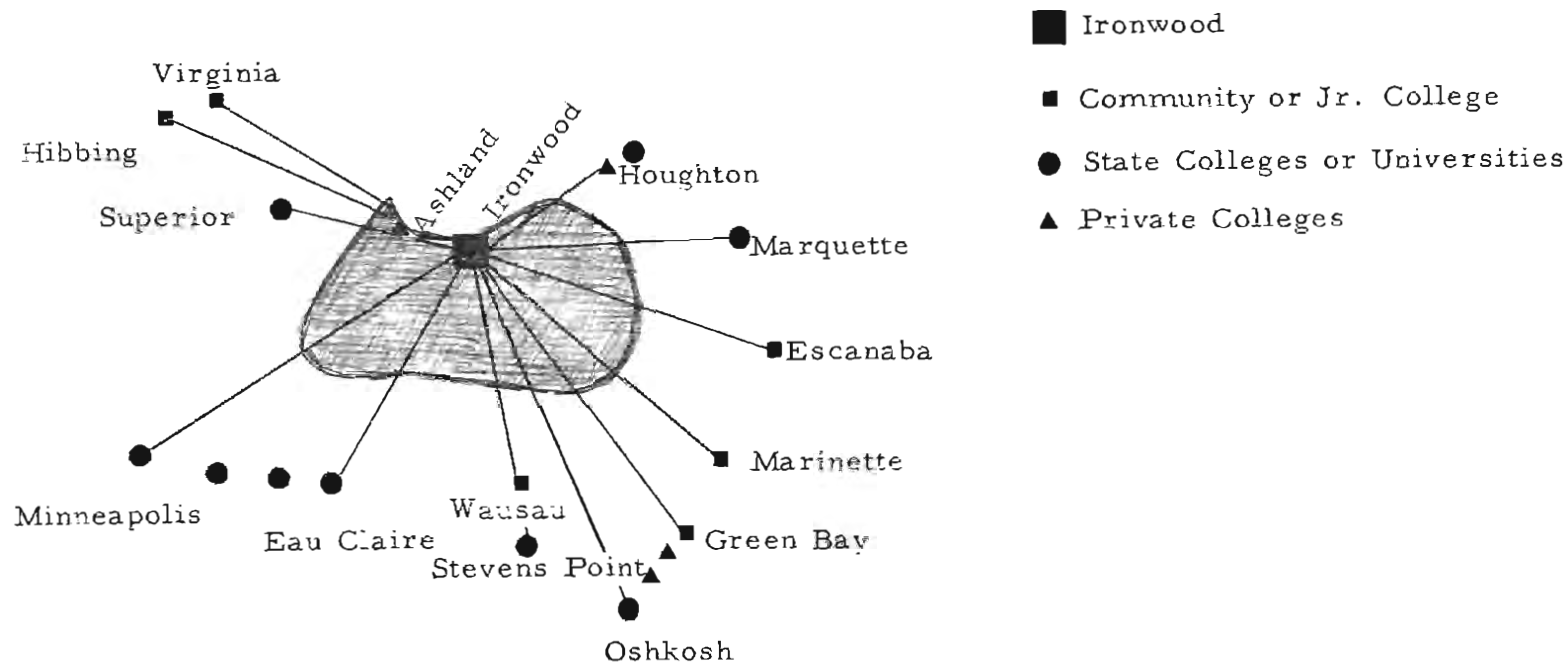 Ironwood
Virginia
Community or Jr. College
Hibbing
Ashland
Ironwood
State Colleges or Universities
Houghton
Superior
Private Colleges
Marquette
Escanaba
Marinette
Minneapolis
Wausau
Eau Claire
Green Bay
Stevens Point
Oshkosh